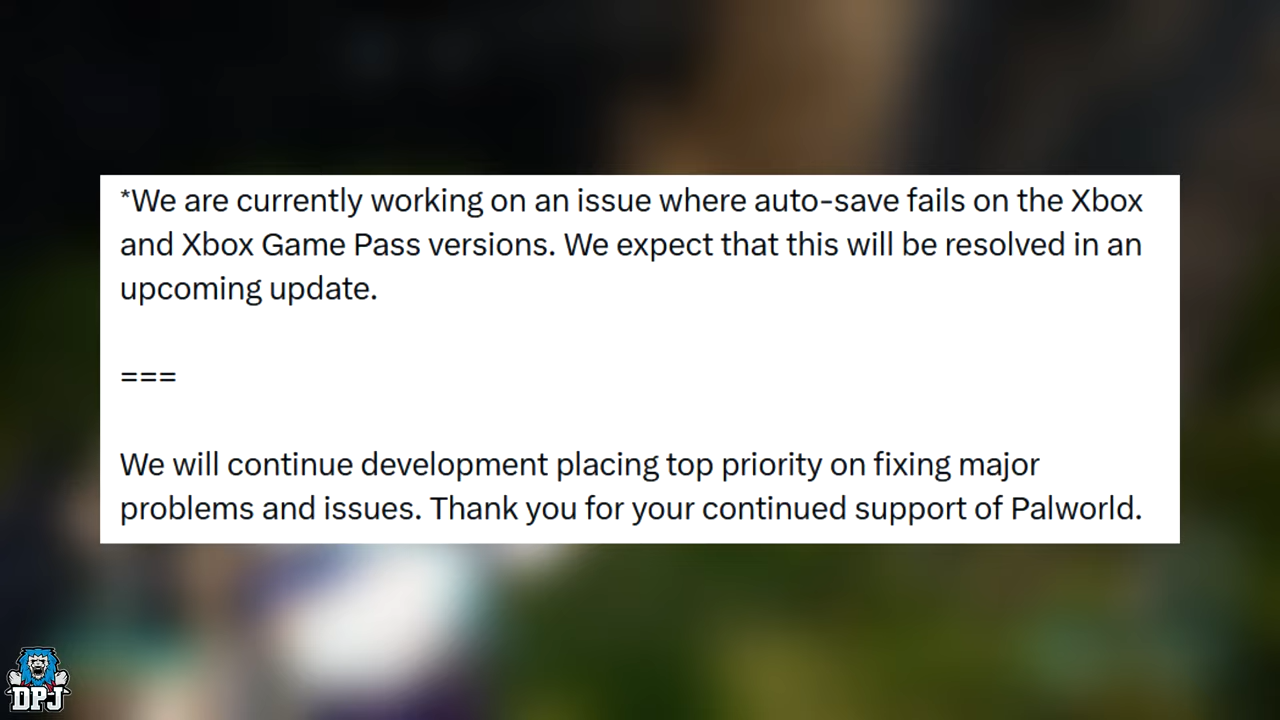 *We are currently working on an issue where auto-save fails on the Xbox
and Xbox Game Pass versions. We expect that this will be resolved in an
upcoming update.
===
We will continue development placing top priority on fixing major
problems and issues. Thank you for your continued support of Palworld.
DPJ